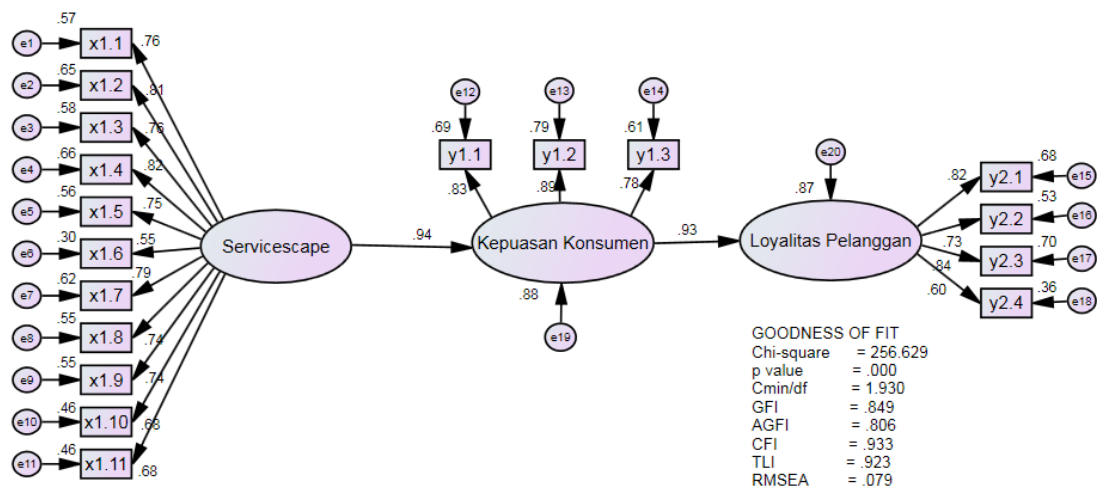 .57
e1
x1.1
.76
.65
e2
x1.2
.81
.58
e3
x1.3
.76
.66
e4
x1.4
.82
.56
e5
x1.5
.75
.30
e6
x1.6
.55
.62
e7
x1.7
.79
.55
e8
x1.8
.74
.55
e9
x1.9
.74
.46
e10
x1.10
.68
.46
e11
x1.11
.68
Servicescape
.94
e12
e13
e14
.69
.79
.61
y1.1
y1.2
y1.3
.83
.89
.78
Kepuasan Konsumen
.88
e19
.93
e20
.87
Loyalitas Pelanggan
.82
y2.1
.68
e15
.73
y2.2
.53
e16
.84
y2.3
.70
e17
.60
y2.4
.36
e18
GOODNESS OF FIT
Chi-square = 256.629
p value = .000
Cmin/df = 1.930
GFI = .849
AGFI = .806
CFI = .933
TLI = .923
RMSEA = .079